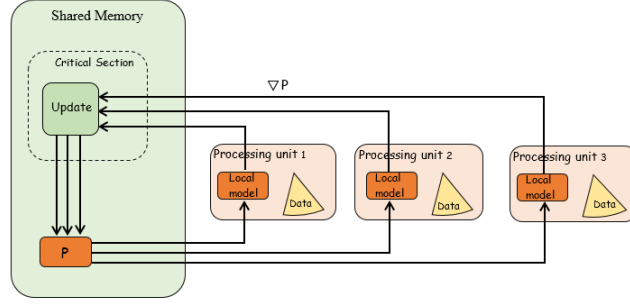 Shared Memory
Critical Section
Update
∇ P
Processing unit 1
Local
model
Data
Processing unit 2
Local
model
Data
Processing unit 3
Local
model
Data
P